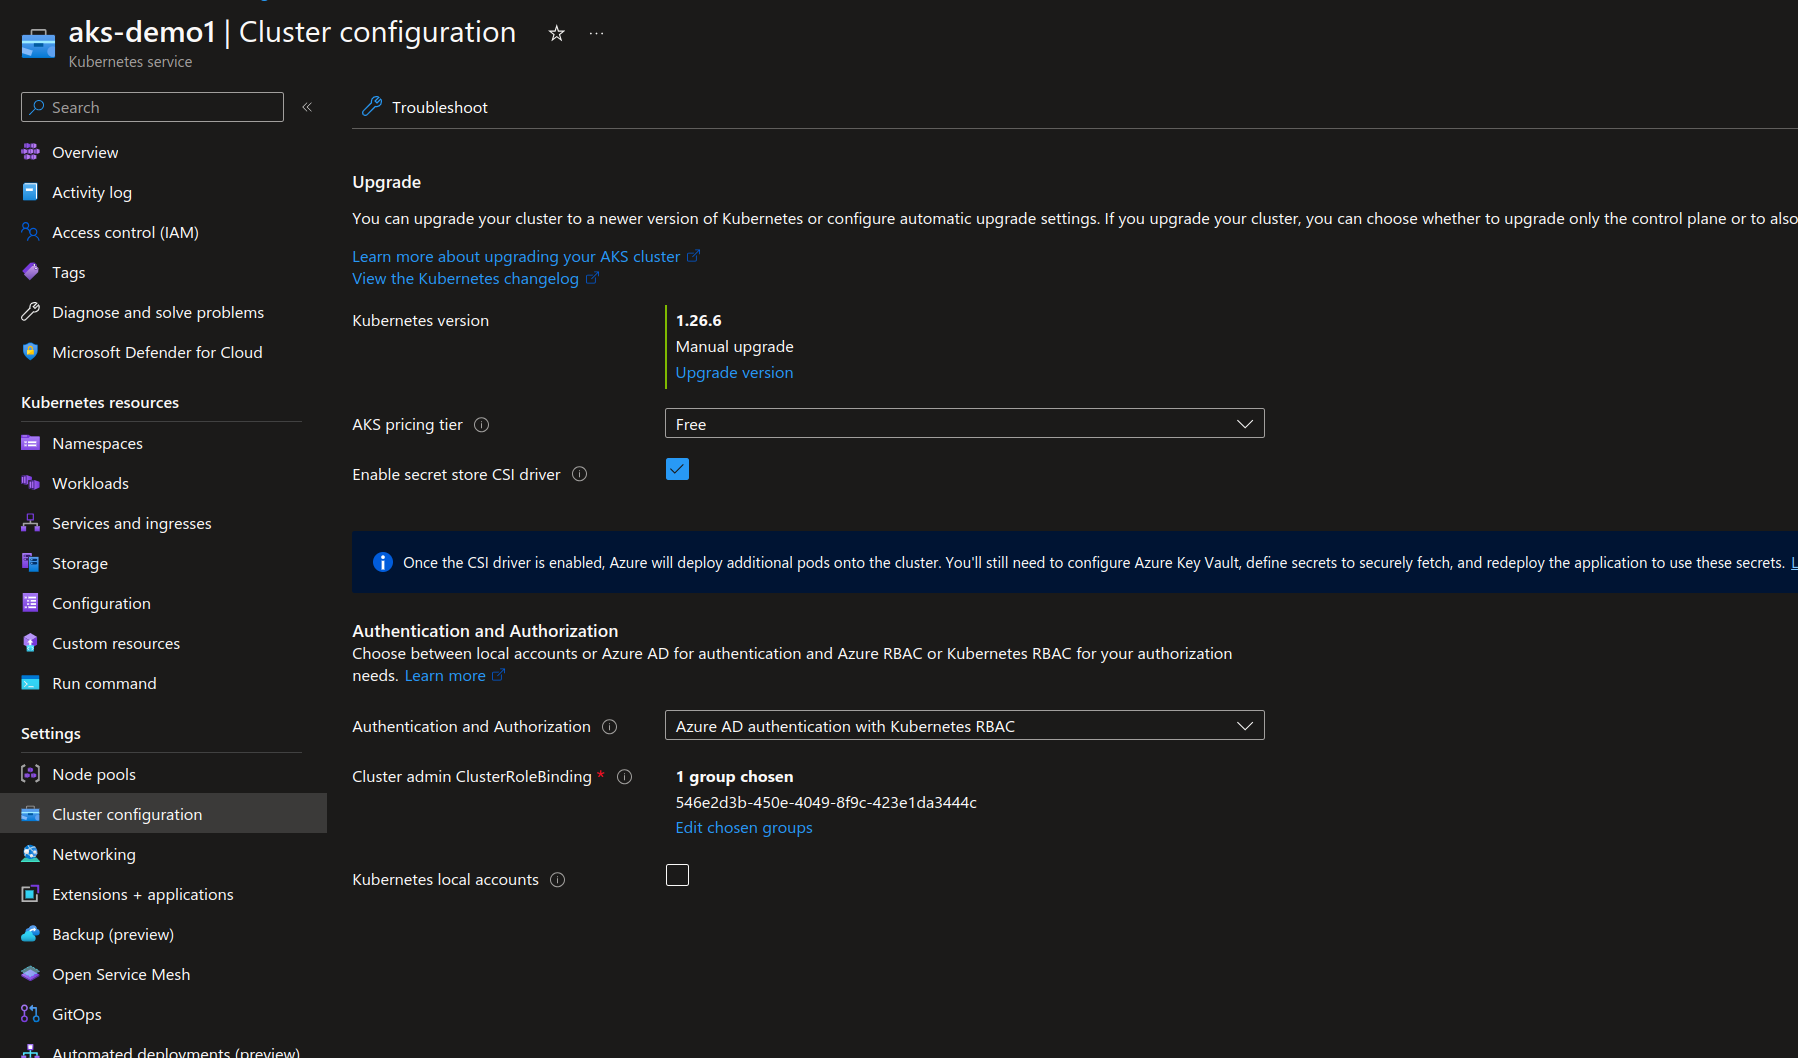 aks-demo1 | Cluster configuration
Kubernetes service
Search
Overview
Activity log
Access control (IAM)
Tags
Diagnose and solve problems
Microsoft Defender for Cloud
Kubernetes resources
Namespaces
Workloads
Services and ingresses
Storage
Configuration
Custom resources
Run command
Settings
Node pools
Cluster configuration
Networking
Extensions + applications
Backup (preview)
Open Service Mesh
GitOps
Automated deployments (preview)
Troubleshoot
Upgrade
You can upgrade your cluster to a newer version of Kubernetes or configure automatic upgrade settings. If you upgrade your cluster, you can choose whether to upgrade only the control plane or to also
Learn more about upgrading your AKS cluster
View the Kubernetes changelog
Kubernetes version
1.26.6
Manual upgrade
Upgrade version
AKS pricing tier
Free
Enable secret store CSI driver
Once the CSI driver is enabled, Azure will deploy additional pods onto the cluster. You'll still need to configure Azure Key Vault, define secrets to securely fetch, and redeploy the application to use these secrets. L
Authentication and Authorization
Choose between local accounts or Azure AD for authentication and Azure RBAC or Kubernetes RBAC for your authorization
needs. Learn more
Authentication and Authorization
Azure AD authentication with Kubernetes RBAC
Cluster admin ClusterRoleBinding *
1 group chosen
546e2d3b-450e-4049-8f9c-423e1da3444c
Edit chosen groups
Kubernetes local accounts